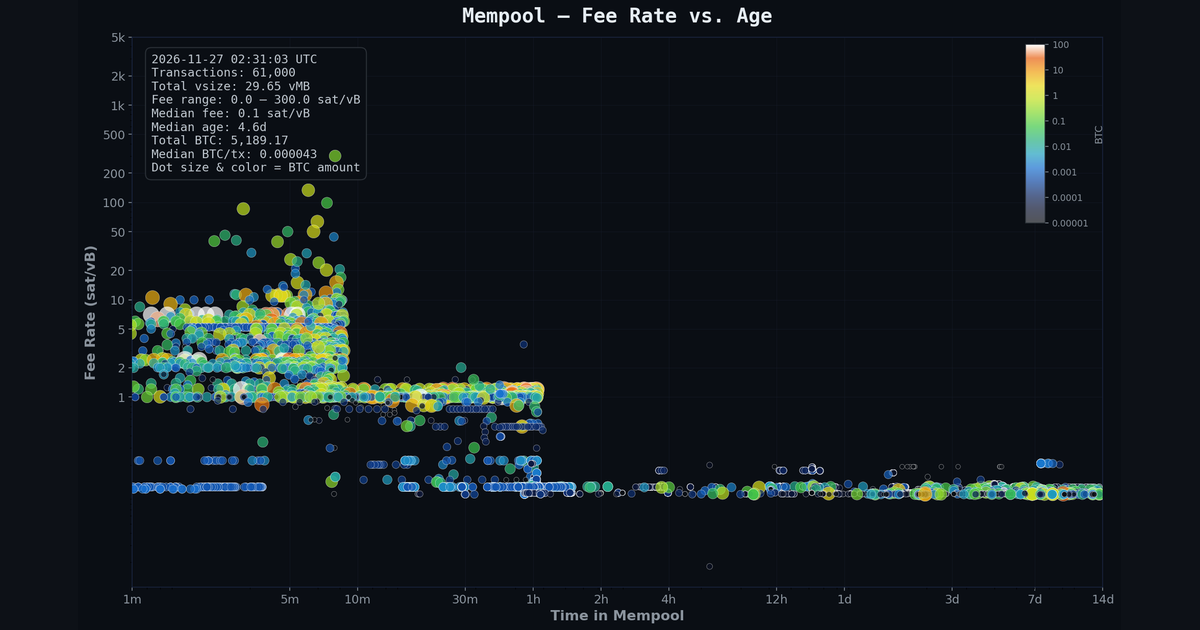 Mempool — Fee Rate vs. Age
2026-11-27 02:31:03 UTC
Transactions: 61,000
Total vsize: 29.65 vMB
Fee range: 0.0 — 300.0 sat/vB
Median fee: 0.1 sat/vB
Median age: 4.6d
Total BTC: 5,189.17
Median BTC/tx: 0.000043
Dot size & color = BTC amount
5k
2k
1k
500
200
100
50
20
10
5
2
1
Fee Rate (sat/vB)
100
10
1
0.1
0.01
0.001
0.0001
0.00001
BTC
1m
5m
10m
30m
1h
2h
4h
12h
1d
3d
7d
14d
Time in Mempool